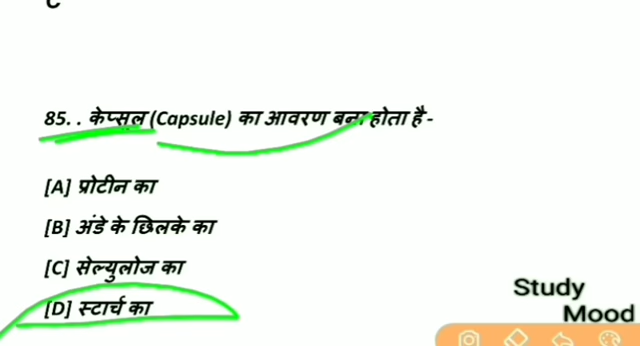 C
85. . केप्सूल (Capsule) का आवरण बना होता है -
[A] प्रोटीन का
[B] अंडे के छिलके का
[C] सेल्युलोज का
[D] स्टार्च का
Study
Mood